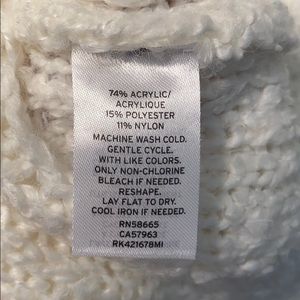 74% ACRYLIC/
ACRYLIQUE
15% POLYESTER
11% NYLON
MACHINE WASH COLD.
GENTLE CYCLE.
WITH LIKE COLORS.
ONLY NON-CHLORINE
BLEACH IF NEEDED.
RESHAPE.
LAY FLAT TO DRY.
COOL IRON IF NEEDED.
RN58665
CA57963
RK421678MI